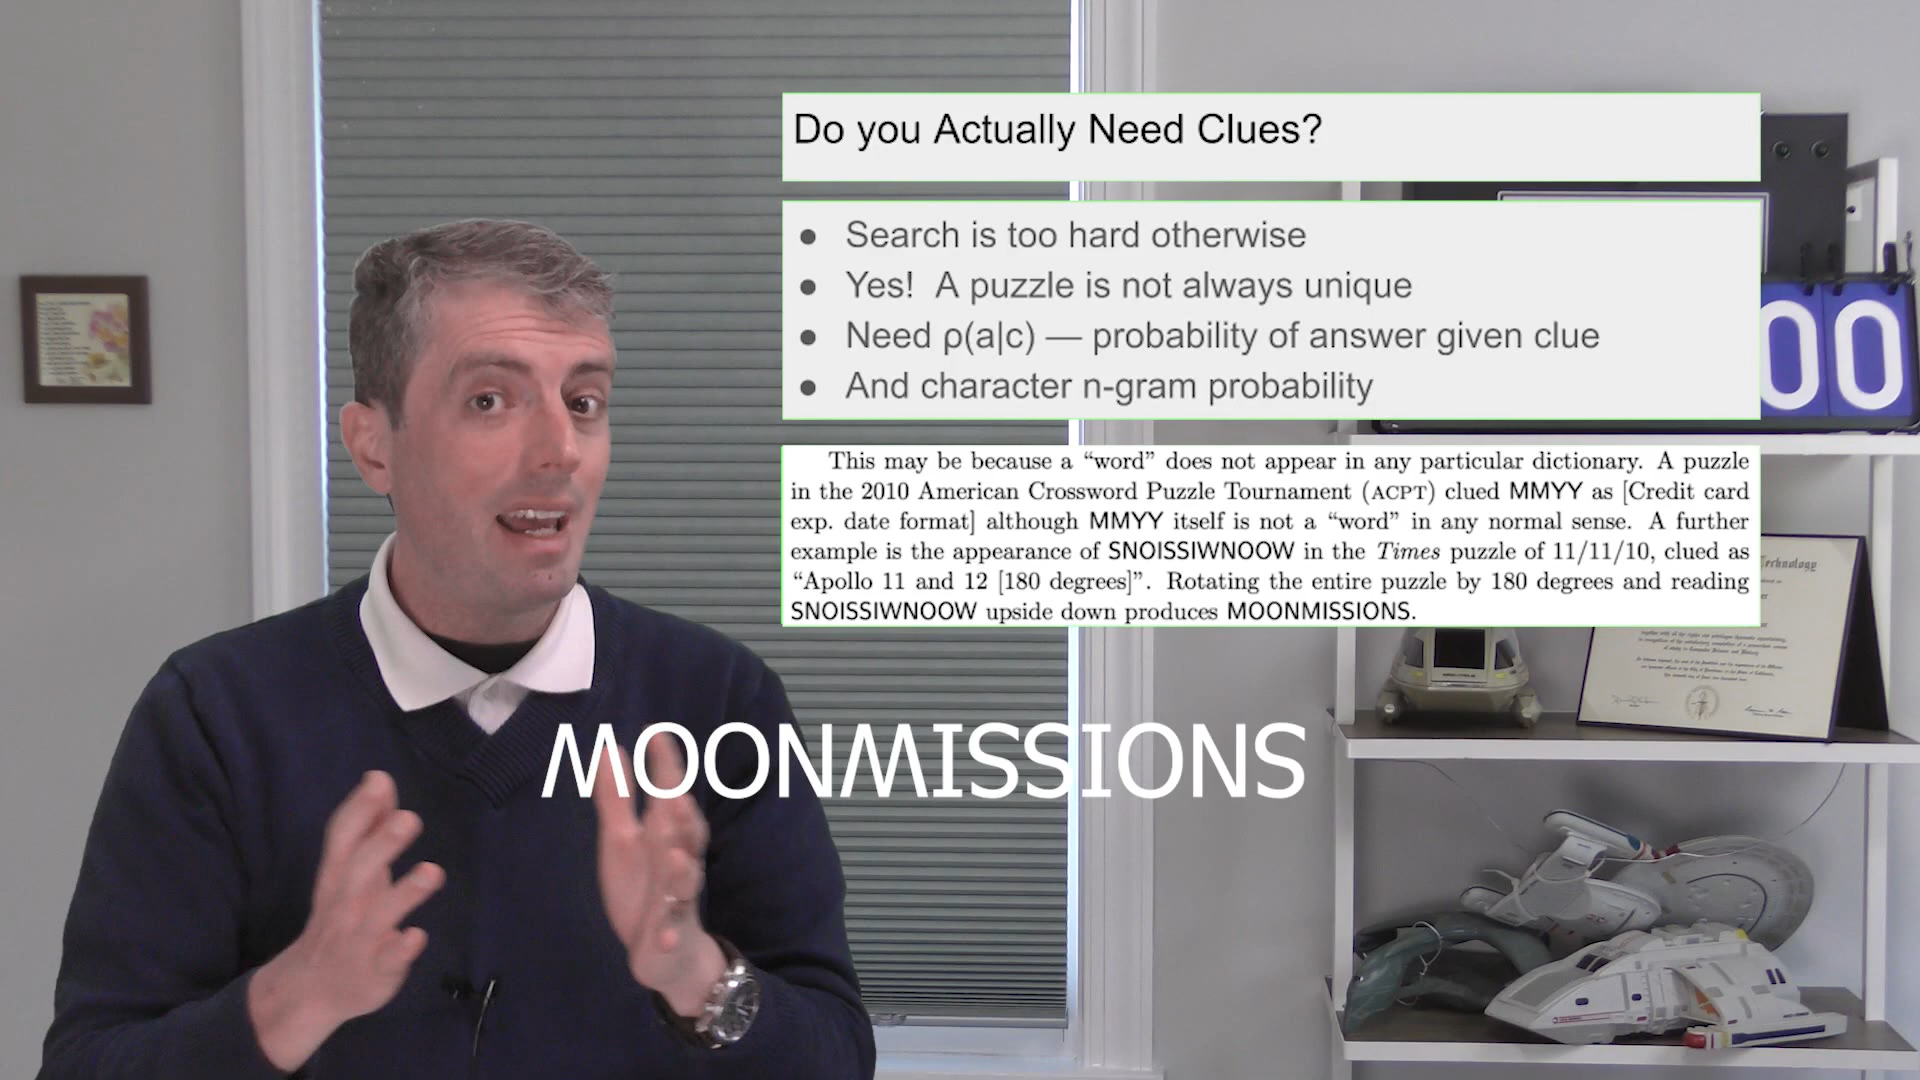 Do you Actually Need Clues?
● Search is too hard otherwise
● Yes! A puzzle is not always unique
● Need ρ(a|c) — probability of answer given clue
● And character n-gram probability
This may be because a “word” does not appear in any particular dictionary. A puzzle
in the 2010 American Crossword Puzzle Tournament (ACPT) clued MMYY as [Credit card
exp. date format] although MMYY itself is not a “word” in any normal sense. A further
example is the appearance of SNOISSIWNOOW in the Times puzzle of 11/11/10, clued as
“Apollo 11 and 12 [180 degrees]”. Rotating the entire puzzle by 180 degrees and reading
SNOISSIWNOOW upside down produces MOONMISSIONS.
MOONMISSIONS
00
Technology